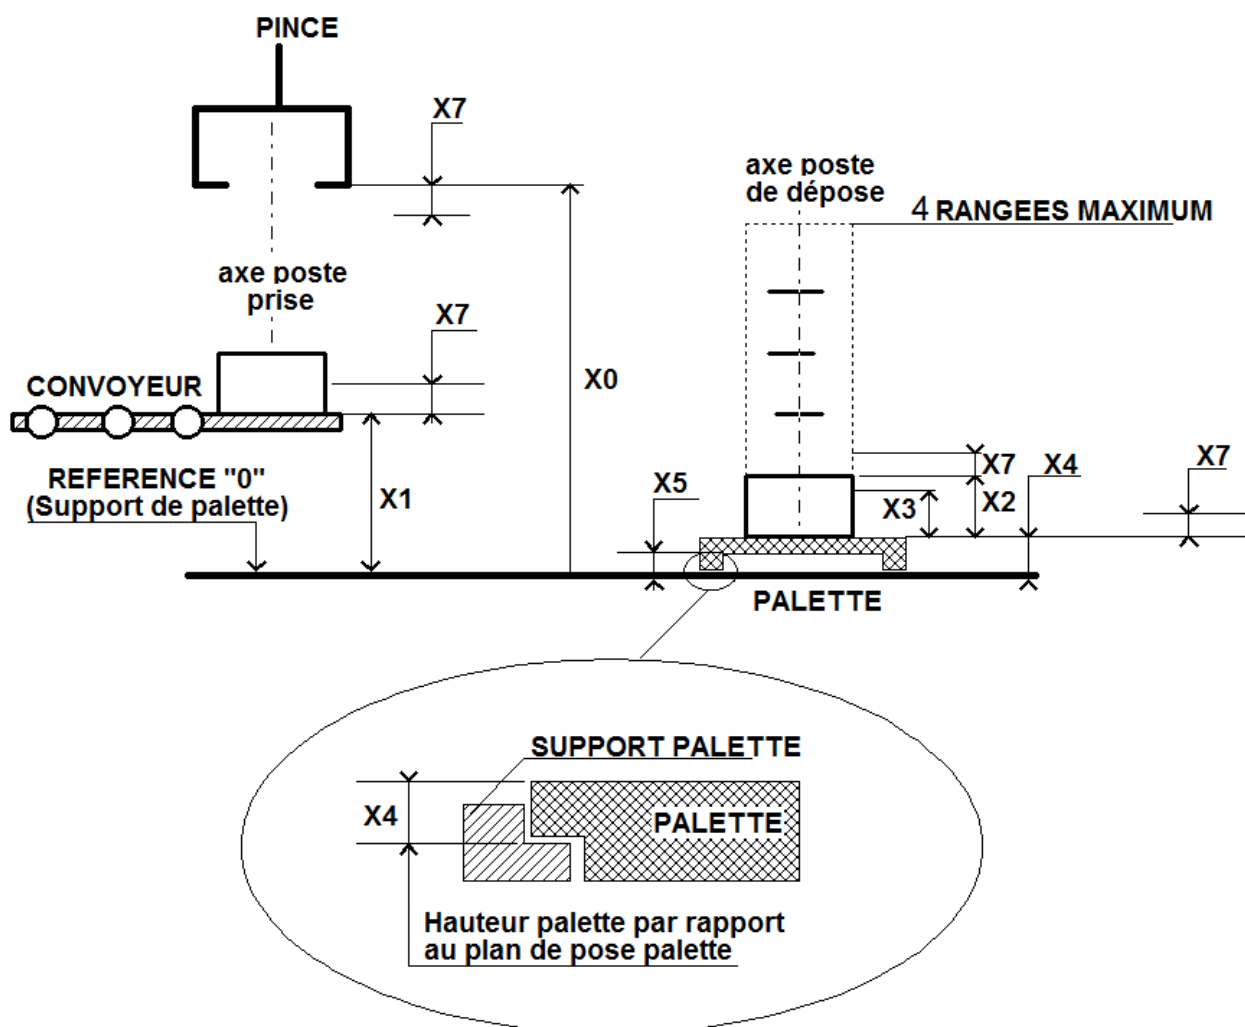 PINCE
X7
axe poste
de dépose
4 RANGEES MAXIMUM
axe poste
prise
X7
X0
CONVOYEUR
REFERENCE "0"
(Support de palette)
X1
X5
X3
X7
X2
X4
X7
PALETTE
SUPPORT PALETTE
X4
PALETTE
Hauteur palette par rapport
au plan de pose palette